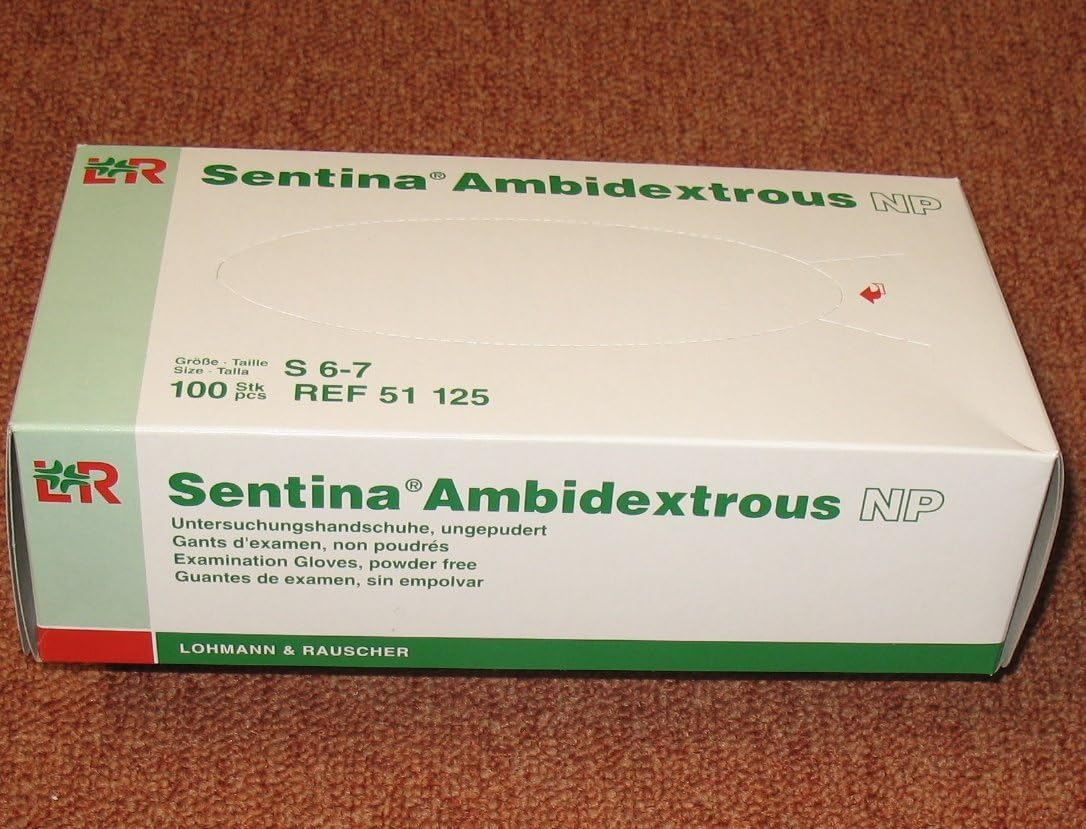 L&R
Sentina® Ambidextrous NP
Größe - Taille
Size - Talla
S 6-7
100 Stk
pcs
REF 51 125
L&R
Sentina® Ambidextrous NP
Untersuchungshandschuhe, ungepudert
Gants d'examen, non poudrés
Examination Gloves, powder free
Guantes de examen, sin empolvar
LOHMANN & RAUSCHER